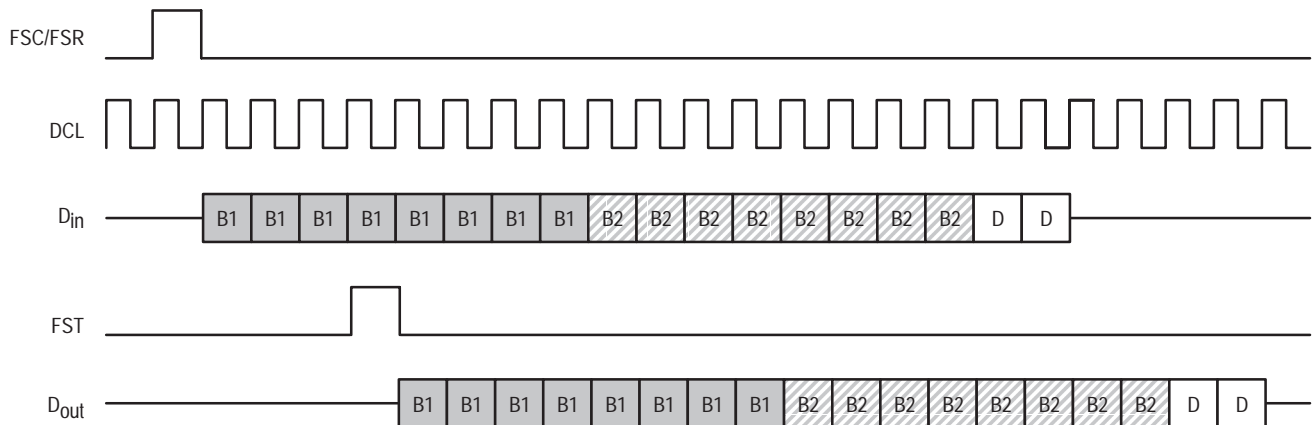 FSC/FSR
DCL
Din B1 B1 B1 B1 B1 B1 B1 B1 B2 B2 B2 B2 B2 B2 B2 B2 D D
FST
Dout B1 B1 B1 B1 B1 B1 B1 B1 B2 B2 B2 B2 B2 B2 B2 B2 D D